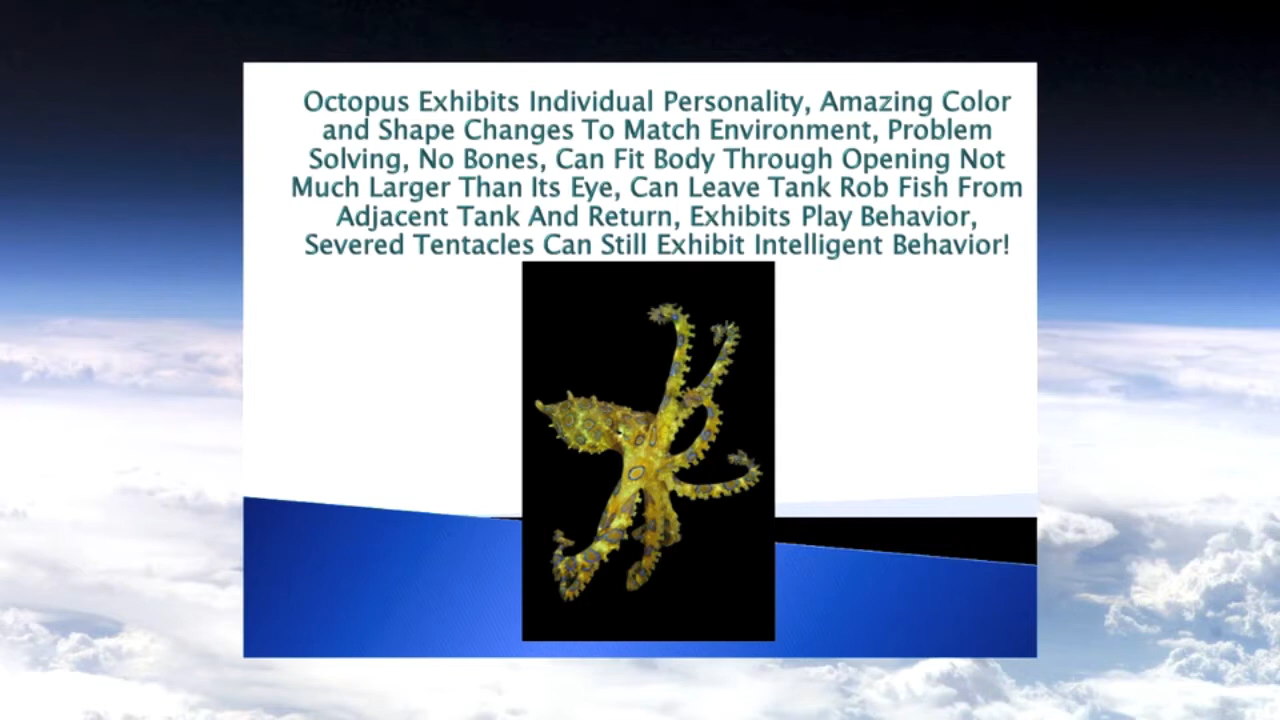 Octopus Exhibits Individual Personality, Amazing Color
and Shape Changes To Match Environment, Problem
Solving, No Bones, Can Fit Body Through Opening Not
Much Larger Than Its Eye, Can Leave Tank Rob Fish From
Adjacent Tank And Return, Exhibits Play Behavior,
Severed Tentacles Can Still Exhibit Intelligent Behavior!